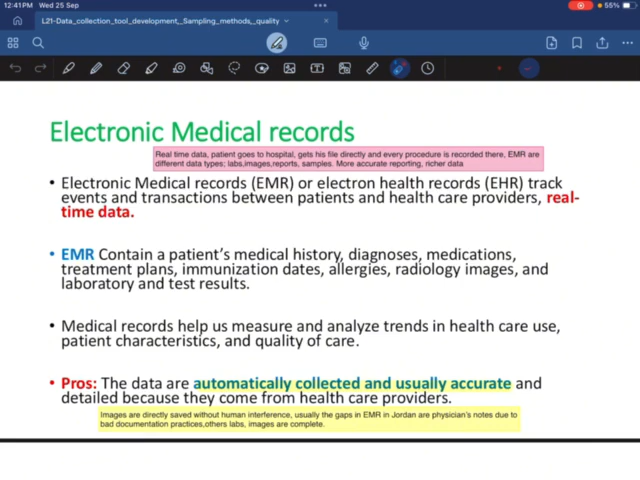 12:41PM Wed 25 Sep
55%
L21-Data_collection_tool_development,_Sampling_methods,_quality
Electronic Medical records
Real time data, patient goes to hospital, gets his file directly and every procedure is recorded there, EMR are
different data types; labs,images,reports, samples. More accurate reporting, richer data
• Electronic Medical records (EMR) or electron health records (EHR) track
events and transactions between patients and health care providers, real-
time data.
• EMR Contain a patient's medical history, diagnoses, medications,
treatment plans, immunization dates, allergies, radiology images, and
laboratory and test results.
• Medical records help us measure and analyze trends in health care use,
patient characteristics, and quality of care.
• Pros: The data are automatically collected and usually accurate and
detailed because they come from health care providers.
Images are directly saved without human interference, usually the gaps in EMR in Jordan are physician's notes due to
bad documentation practices,others labs, images are complete.